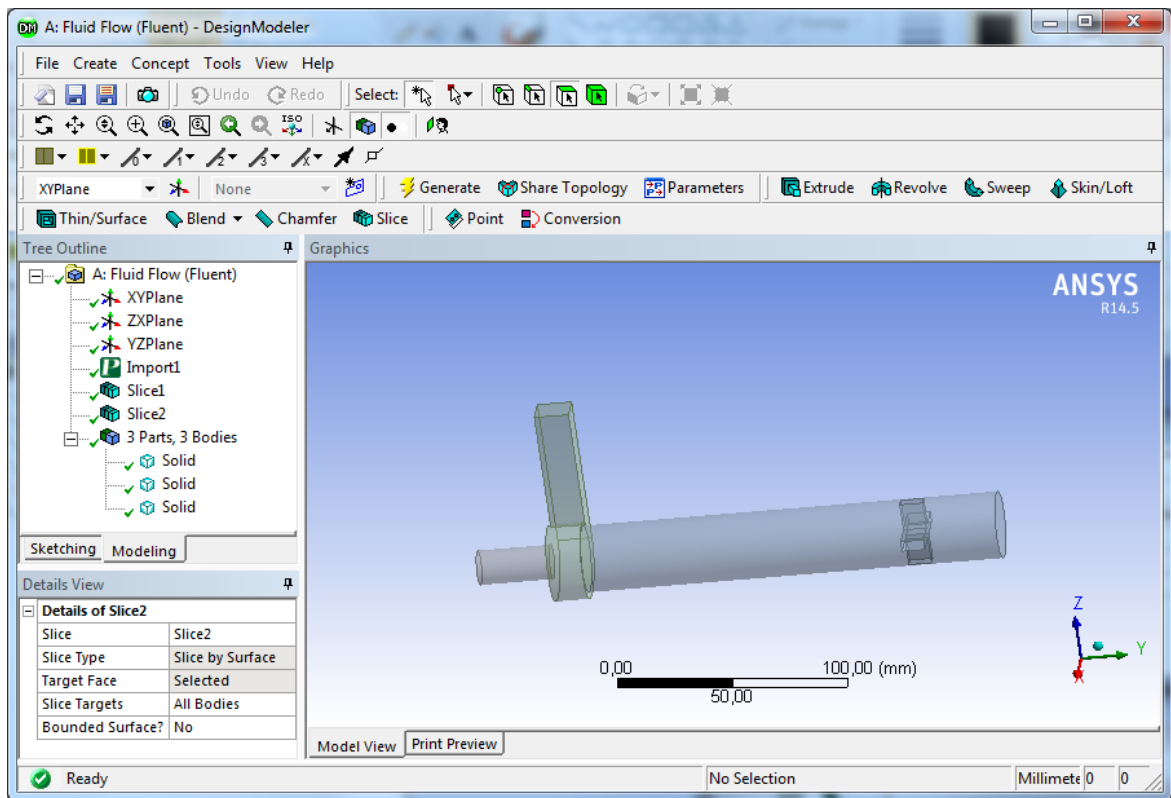 A: Fluid Flow (Fluent) - DesignModeler
File Create Concept Tools View Help
Undo Redo Select:
ISO
XYPlane None Generate Share Topology Parameters Extrude Revolve Sweep Skin/Loft
Thin/Surface Blend Chamfer Slice Point Conversion
Tree Outline
A: Fluid Flow (Fluent)
XYPlane
ZXPlane
YZPlane
Import1
Slice1
Slice2
3 Parts, 3 Bodies
Solid
Solid
Solid
Sketching Modeling
Details View
Details of Slice2
Slice Slice2
Slice Type Slice by Surface
Target Face Selected
Slice Targets All Bodies
Bounded Surface? No
Graphics
ANSYS
R14.5
Z
Y
X
0,00 100,00 (mm)
50,00
Model View Print Preview
Ready No Selection Millimete 0 0